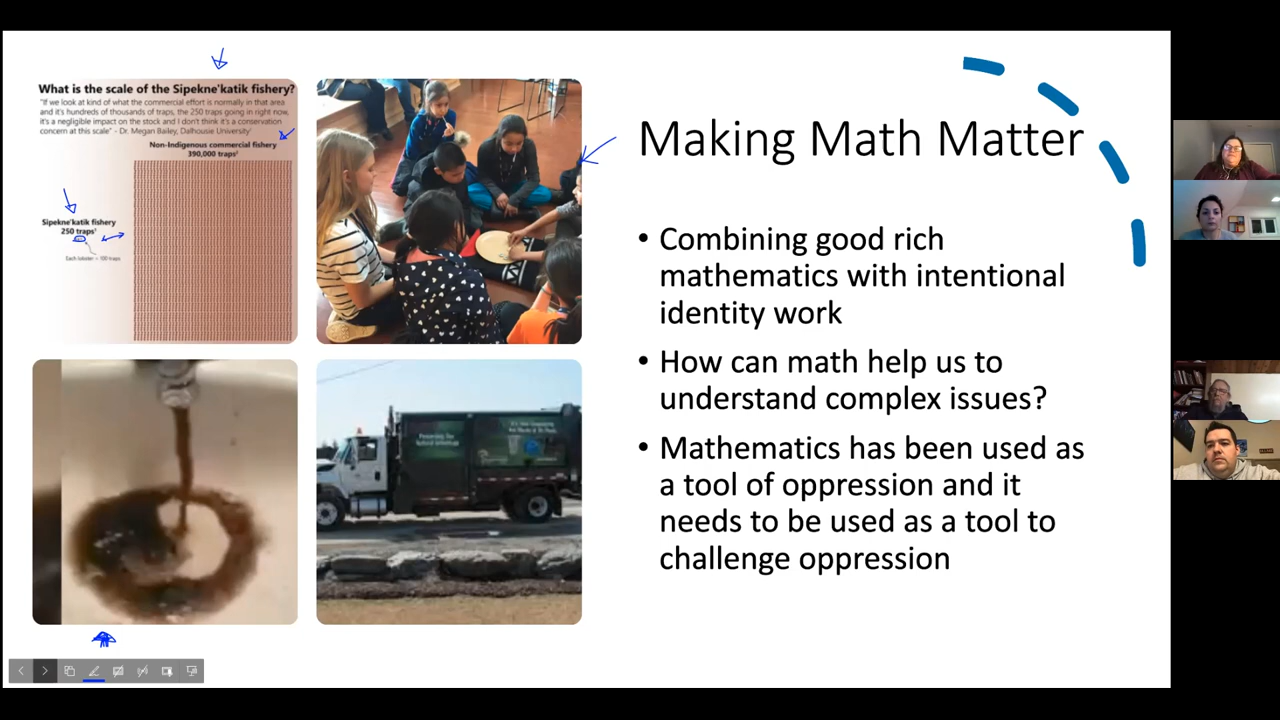 What is the scale of the Sipekne'katik fishery?
"If we look at kind of what the commercial effort is normally in that area
and it's hundreds of thousands of traps, the 250 traps going in right now,
it's a negligible impact on the stock and I don't think it's a conservation
concern at this scale" - Dr. Megan Bailey, Dalhousie University¹
Non-Indigenous commercial fishery
390,000 traps²
Sipekne'katik fishery
250 traps¹
Each lobster = 100 traps
Making Math Matter
• Combining good rich
mathematics with intentional
identity work
• How can math help us to
understand complex issues?
• Mathematics has been used as
a tool of oppression and it
needs to be used as a tool to
challenge oppression